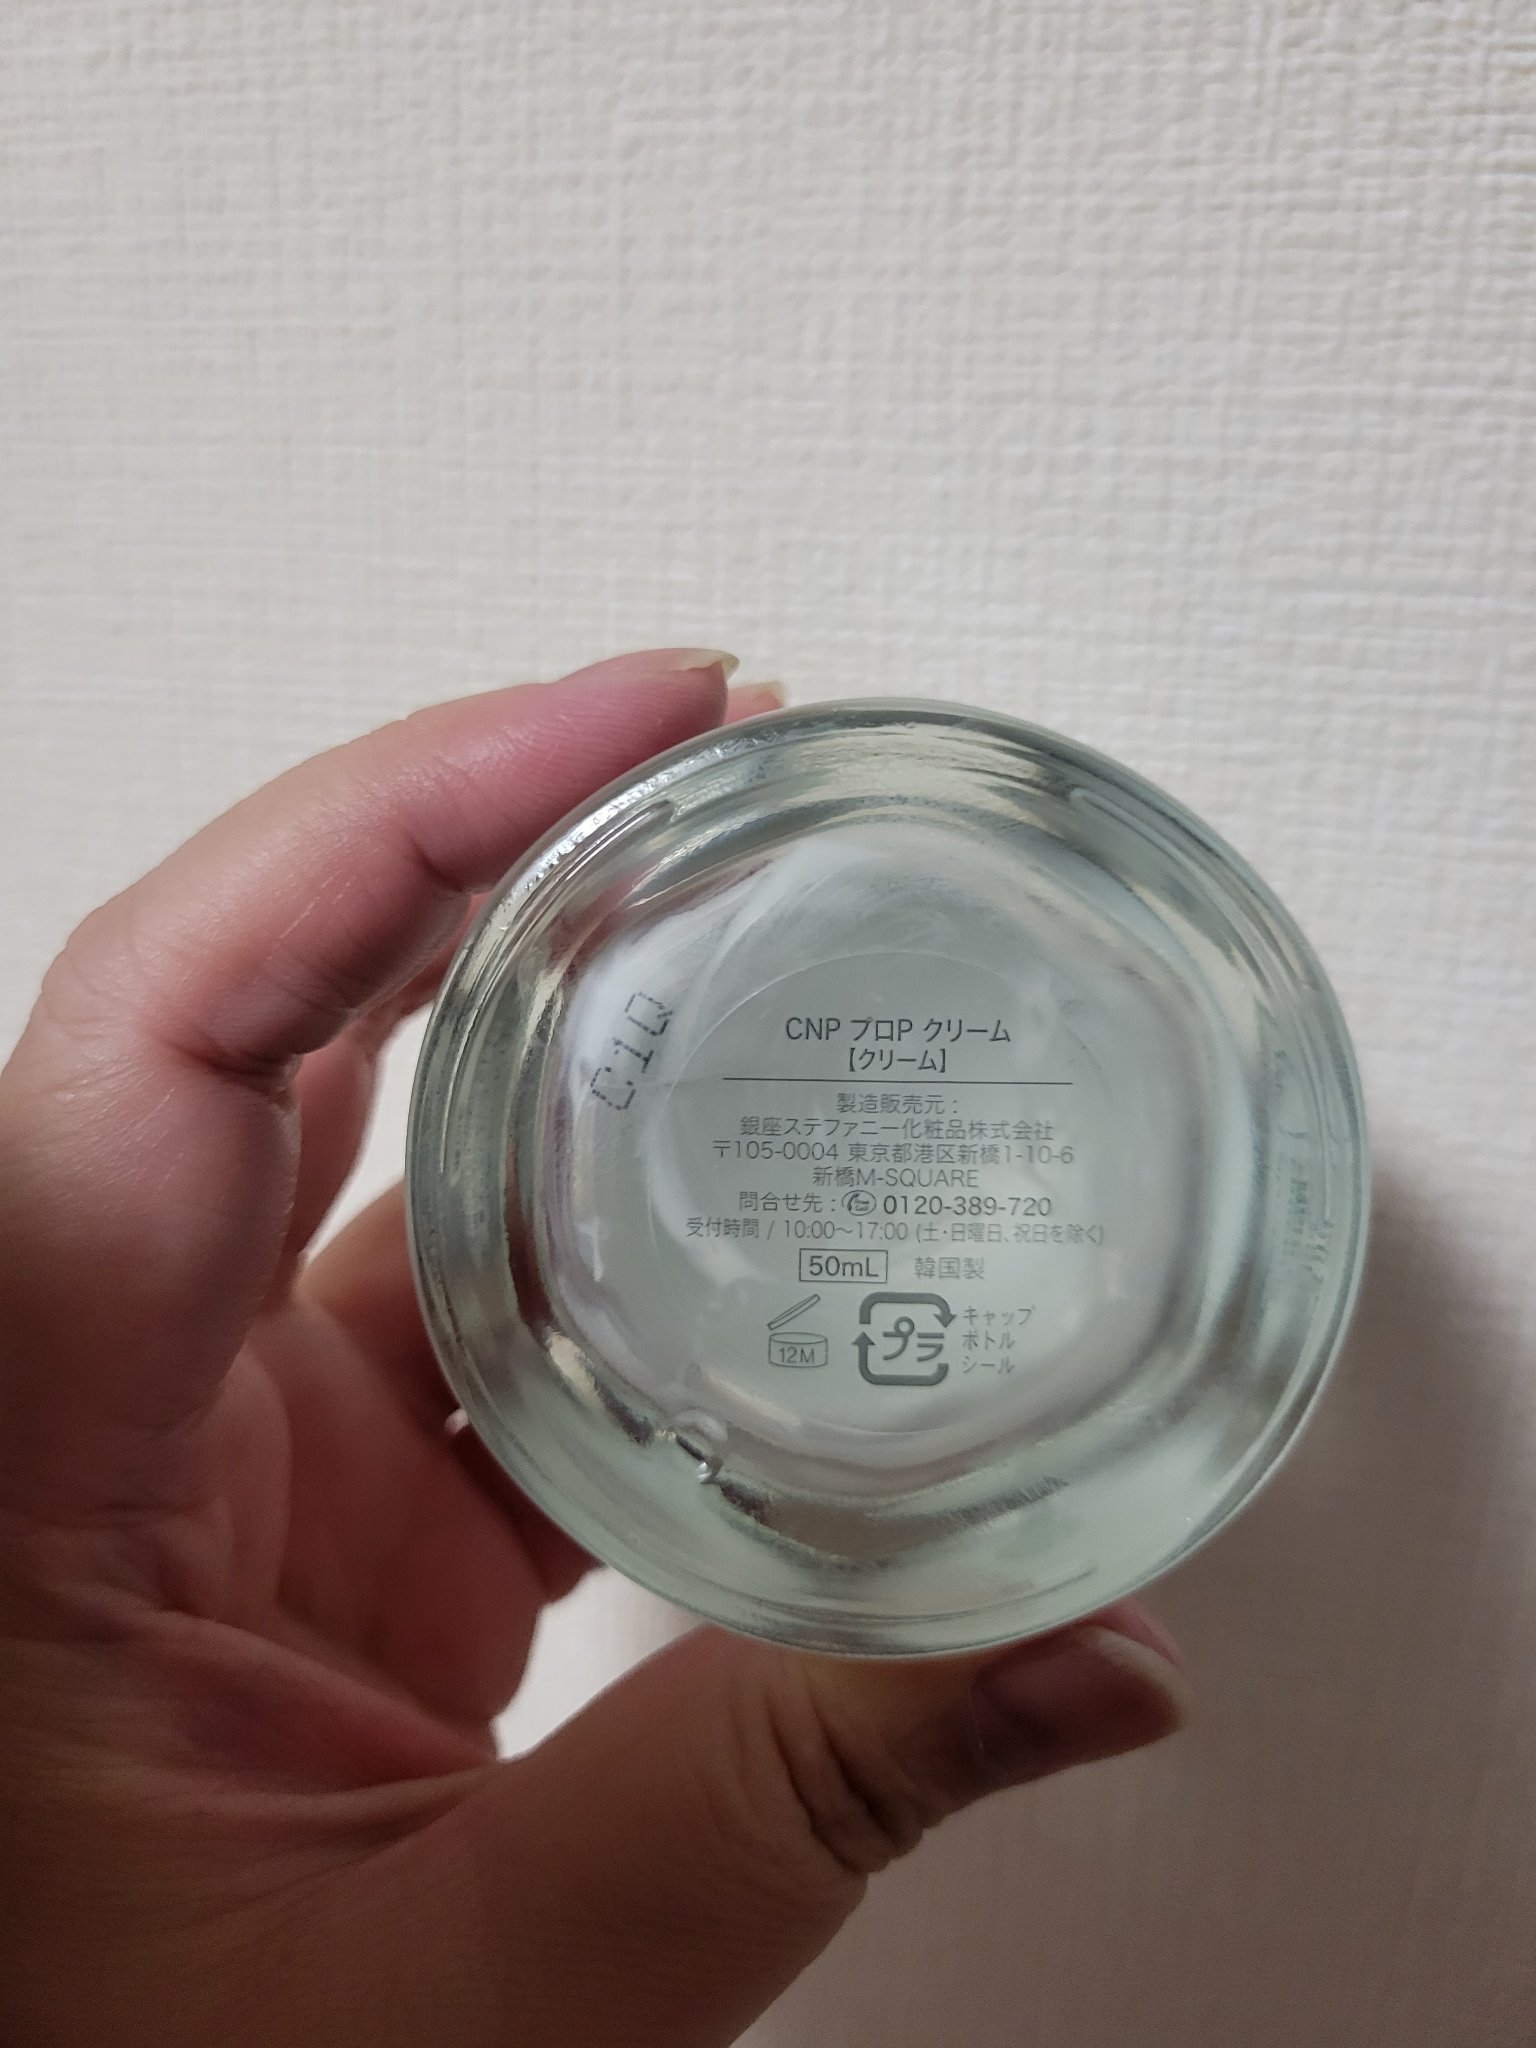 C1Q
CNP プロP クリーム
【クリーム】
製造販売元：
銀座ステファニー化粧品株式会社
〒105-0004 東京都港区新橋1-10-6
新橋M-SQUARE
問合せ先： 0120-389-720
受付時間 / 10:00～17:00 (土・日曜日、祝日を除く)
50mL 韓国製
12M
プラ
キャップ
ボトル
シール